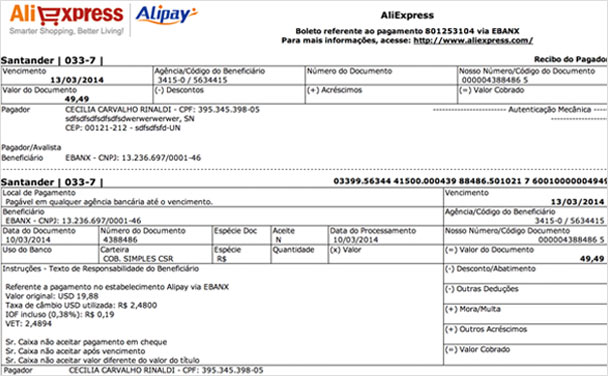 AliExpress
Smarter Shopping, Better Living!
Alipay
AliExpress
Boleto referente ao pagamento 801253104 via EBANX
Para mais informações, acesse: http://www.aliexpress.com
Santander | 033-7 |
Recibo do Pagador
Vencimento Agência/Código do Beneficiário Número do Documento Nosso Número/Código do Documento
13/03/2014 3415-0 / 5634415 000004388486 5
Valor do Documento (-) Descontos (+) Acréscimos (=) Valor Cobrado
49,49
Pagador CECILIA CARVALHO RINALDI - CPF: 395.345.398-05 Autenticação Mecânica
sdfsdfsdfsdfsdwerwerwerwer, SN
CEP: 00121-212 - sdfsdfsfd-UN
Pagador/Avalista
Beneficiário EBANX - CNPJ: 13.236.697/0001-46
Santander | 033-7 | 03399.56344 41500.000439 88486.501021 7 60010000004949
Local de Pagamento Vencimento
Pagável em qualquer agência bancária até o vencimento. 13/03/2014
Beneficiário Agência/Código do Beneficiário
EBANX - CNPJ: 13.236.697/0001-46 3415-0 / 5634415
Data do Documento Número do Documento Espécie Doc Aceite Data do Processamento Nosso Número/Código do Documento
10/03/2014 4388486 N 10/03/2014 000004388486 5
Uso do Banco Carteira Espécie Quantidade (x) Valor (=) Valor do Documento
COB. SIMPLES CSR R$ 49,49
Instruções - Texto de Responsabilidade do Beneficiário (-) Desconto/Abatimento
Referente a pagamento no estabelecimento Alipay via EBANX (-) Outras Deduções
Valor original: USD 19,88
Taxa de câmbio USD utilizada: R$ 2,4800 (+) Mora/Multa
IOF incluso (0,38%): R$ 0,19
VET: 2,4894 (+) Outros Acréscimos
Sr. Caixa não aceitar pagamento em cheque
Sr. Caixa não aceitar após vencimento (=) Valor Cobrado
Sr. Caixa não aceitar valor diferente do valor do título
Pagador CECILIA CARVALHO RINALDI - CPF: 395.345.398-05